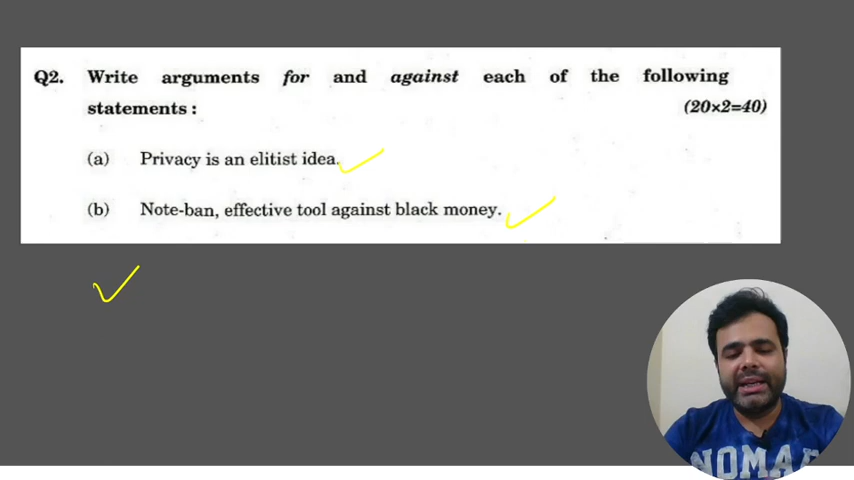 Q2. Write arguments for and against each of the following
statements : (20×2=40)
(a) Privacy is an elitist idea.
(b) Note-ban, effective tool against black money.
NOMAD